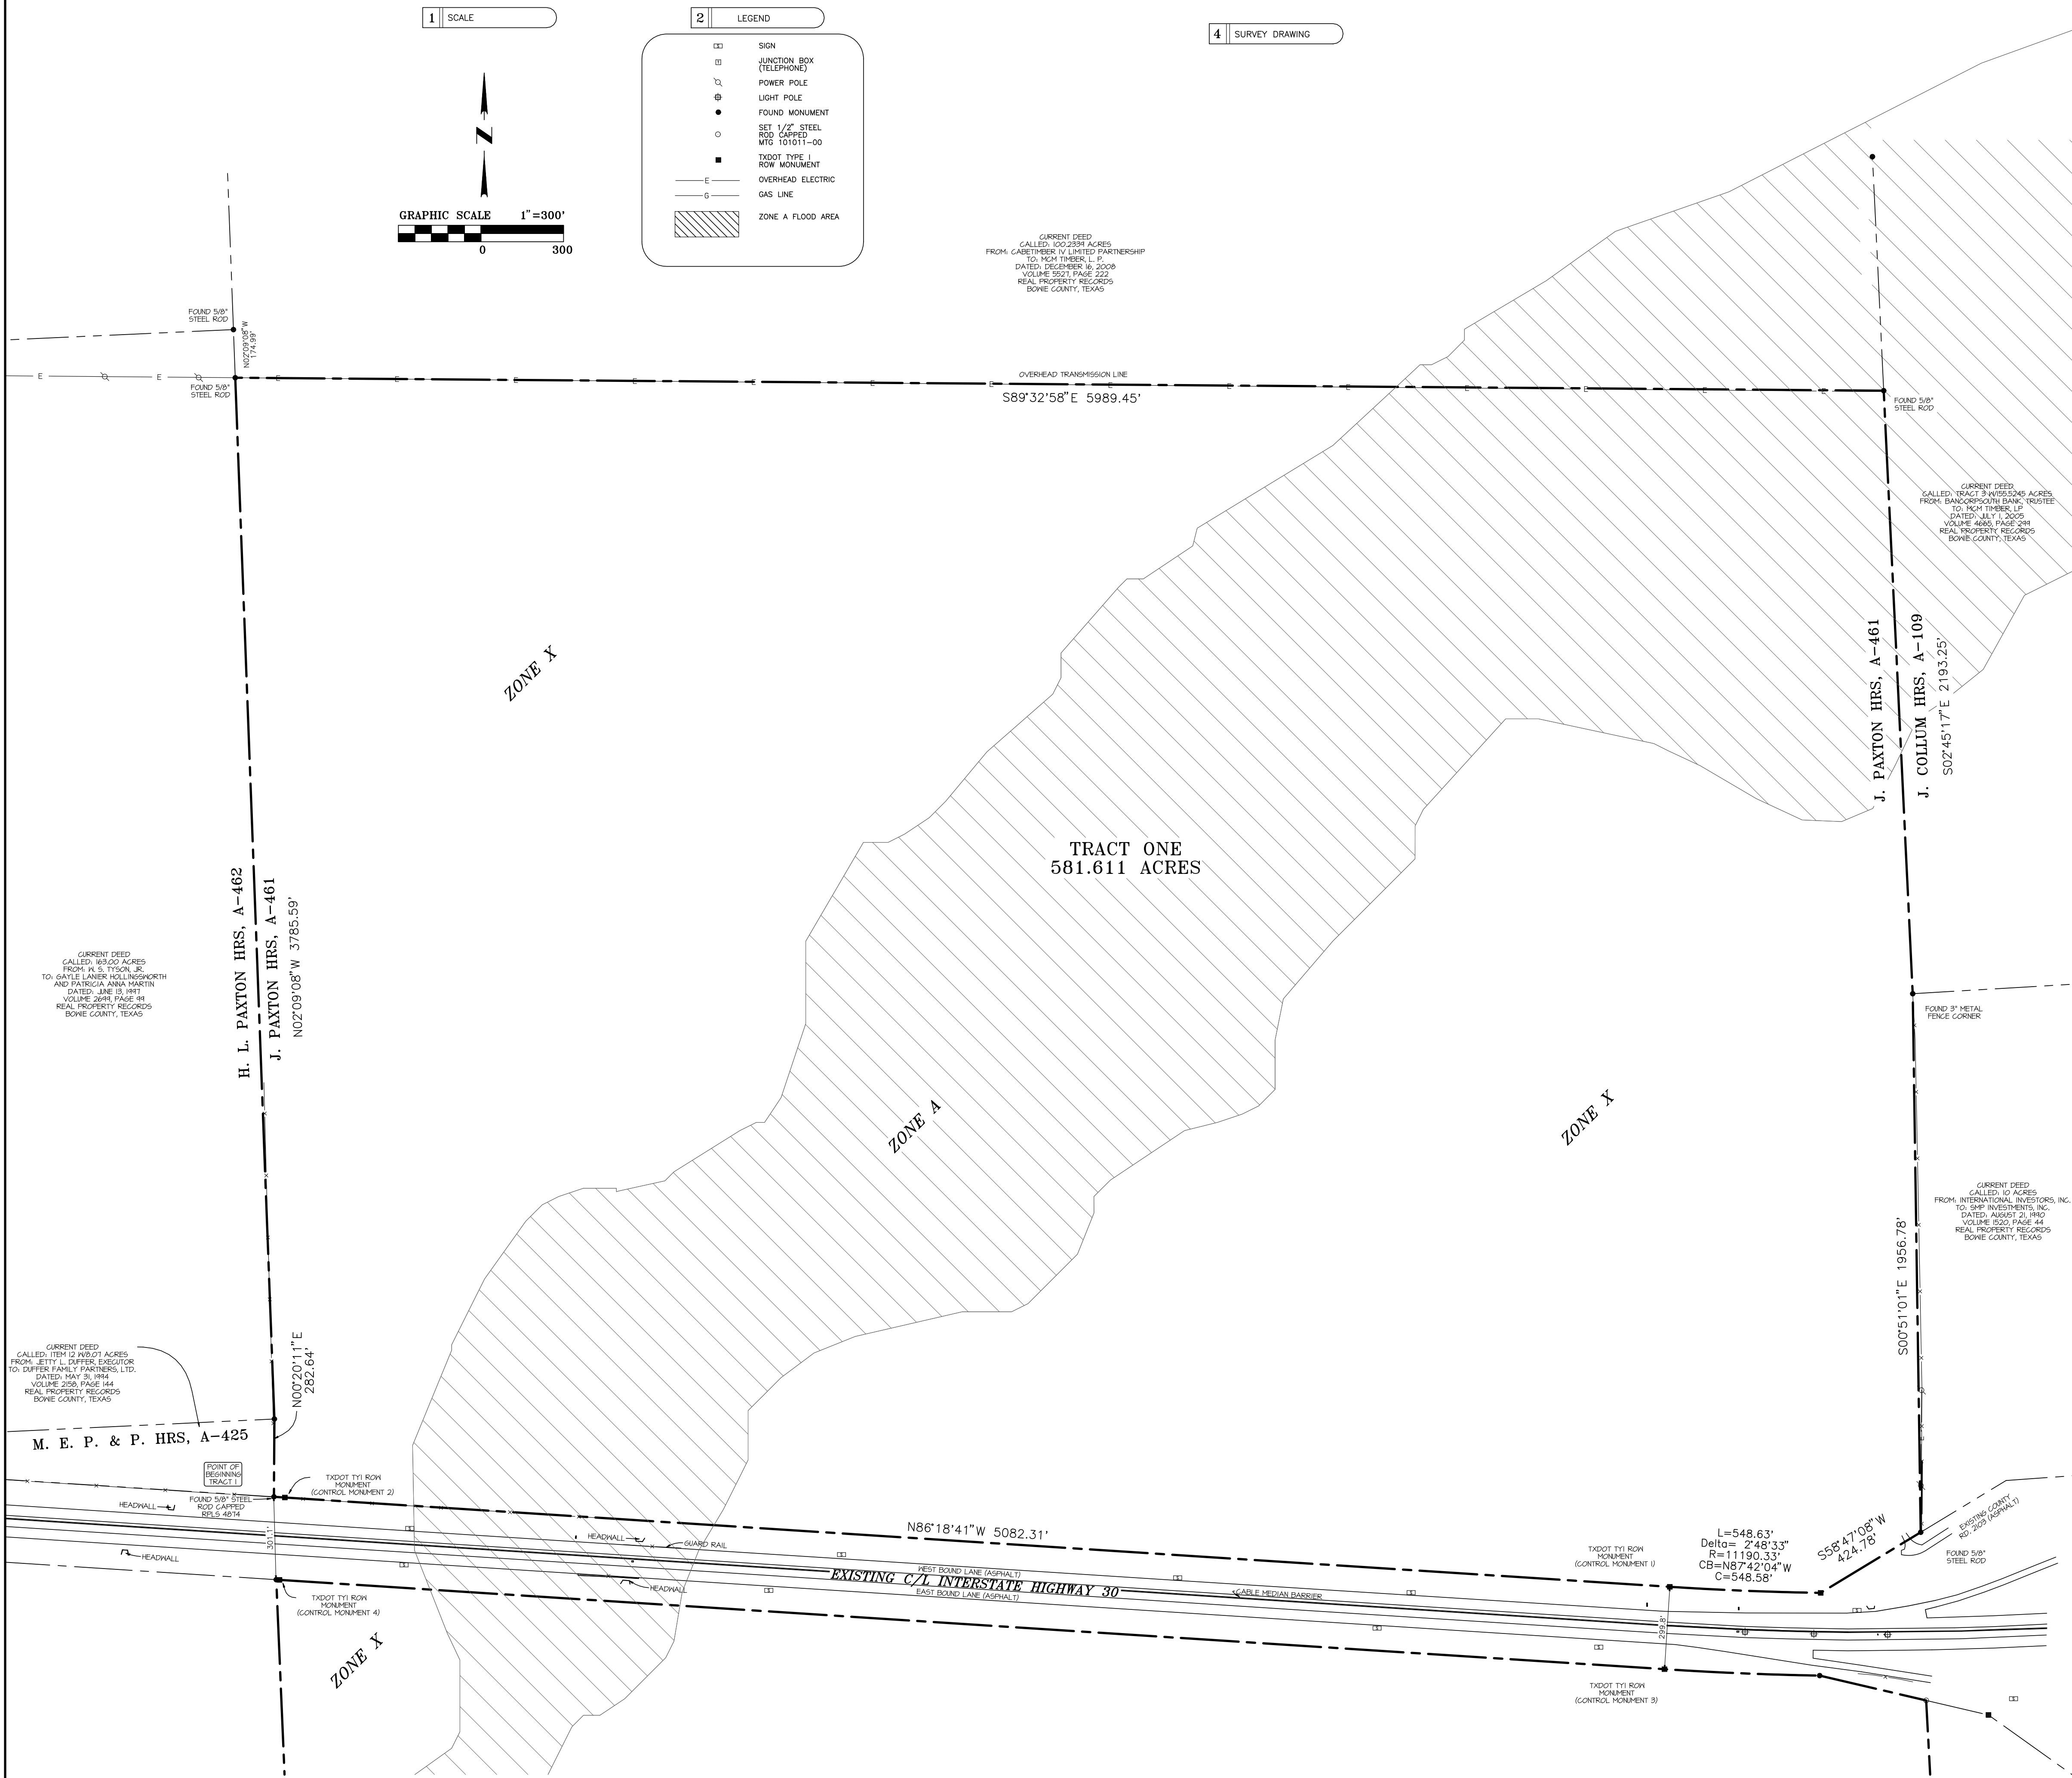 1 SCALE
2 LEGEND
4 SURVEY DRAWING
SIGN
T JUNCTION BOX
(TELEPHONE)
POWER POLE
LIGHT POLE
FOUND MONUMENT
SET 1/2" STEEL
ROD CAPPED
MTG 101011-00
TXDOT TYPE I
ROW MONUMENT
E OVERHEAD ELECTRIC
G GAS LINE
ZONE A FLOOD AREA
N
GRAPHIC SCALE 1"=300'
0 300
CURRENT DEED
CALLED: 100.2339 ACRES
FROM: CABETIMBER IV LIMITED PARTNERSHIP
TO: MCM TIMBER, L. P.
DATED: DECEMBER 16, 2008
VOLUME 5527, PAGE 222
REAL PROPERTY RECORDS
BOWIE COUNTY, TEXAS
FOUND 5/8"
STEEL ROD
N02°09'08"W
174.99'
E E
FOUND 5/8"
STEEL ROD
E E E E E E E E E E E E E E
OVERHEAD TRANSMISSION LINE
S89°32'58"E 5989.45'
FOUND 5/8"
STEEL ROD
CURRENT DEED
CALLED: TRACT 3 W/155.5245 ACRES
FROM: BANCORPSOUTH BANK, TRUSTEE
TO: MCM TIMBER, LP
DATED: JULY 1, 2005
VOLUME 4685, PAGE 299
REAL PROPERTY RECORDS
BOWIE COUNTY, TEXAS
ZONE X
J. PAXTON HRS, A-461
J. COLLUM HRS, A-109
S02°45'17"E 2193.25'
TRACT ONE
581.611 ACRES
H. L. PAXTON HRS, A-462
J. PAXTON HRS, A-461
N02°09'08"W 3785.59'
CURRENT DEED
CALLED: 163.00 ACRES
FROM: W. S. TYSON, JR.
TO: GAYLE LANIER HOLLINGSWORTH
AND PATRICIA ANNA MARTIN
DATED: JUNE 13, 1997
VOLUME 2699, PAGE 99
REAL PROPERTY RECORDS
BOWIE COUNTY, TEXAS
FOUND 3" METAL
FENCE CORNER
ZONE A
ZONE X
CURRENT DEED
CALLED: 10 ACRES
FROM: INTERNATIONAL INVESTORS, INC.
TO: SMP INVESTMENTS, INC.
DATED: AUGUST 21, 1990
VOLUME 1520, PAGE 44
REAL PROPERTY RECORDS
BOWIE COUNTY, TEXAS
S00°51'01"E 1956.78'
CURRENT DEED
CALLED: ITEM 12 W/8.07 ACRES
FROM: JETTY L. DUFFER, EXECUTOR
TO: DUFFER FAMILY PARTNERS, LTD.
DATED: MAY 31, 1994
VOLUME 2158, PAGE 144
REAL PROPERTY RECORDS
BOWIE COUNTY, TEXAS
N00°20'11"E
282.64'
M. E. P. & P. HRS, A-425
POINT OF
BEGINNING
TRACT 1
TXDOT TY1 ROW
MONUMENT
(CONTROL MONUMENT 2)
FOUND 5/8" STEEL
ROD CAPPED
RPLS 4874
HEADWALL
HEADWALL
301.1'
HEADWALL
GUARD RAIL
HEADWALL
N86°18'41"W 5082.31'
WEST BOUND LANE (ASPHALT)
EXISTING C/L INTERSTATE HIGHWAY 30
EAST BOUND LANE (ASPHALT)
CABLE MEDIAN BARRIER
TXDOT TY1 ROW
MONUMENT
(CONTROL MONUMENT 1)
L=548.63'
Delta= 2°48'33"
R=11190.33'
CB=N87°42'04"W
C=548.58'
S58°47'08"W
424.78'
E
EXISTING COUNTY
RD. 2103 (ASPHALT)
FOUND 5/8"
STEEL ROD
299.8'
TXDOT TY1 ROW
MONUMENT
(CONTROL MONUMENT 4)
ZONE X
TXDOT TY1 ROW
MONUMENT
(CONTROL MONUMENT 3)